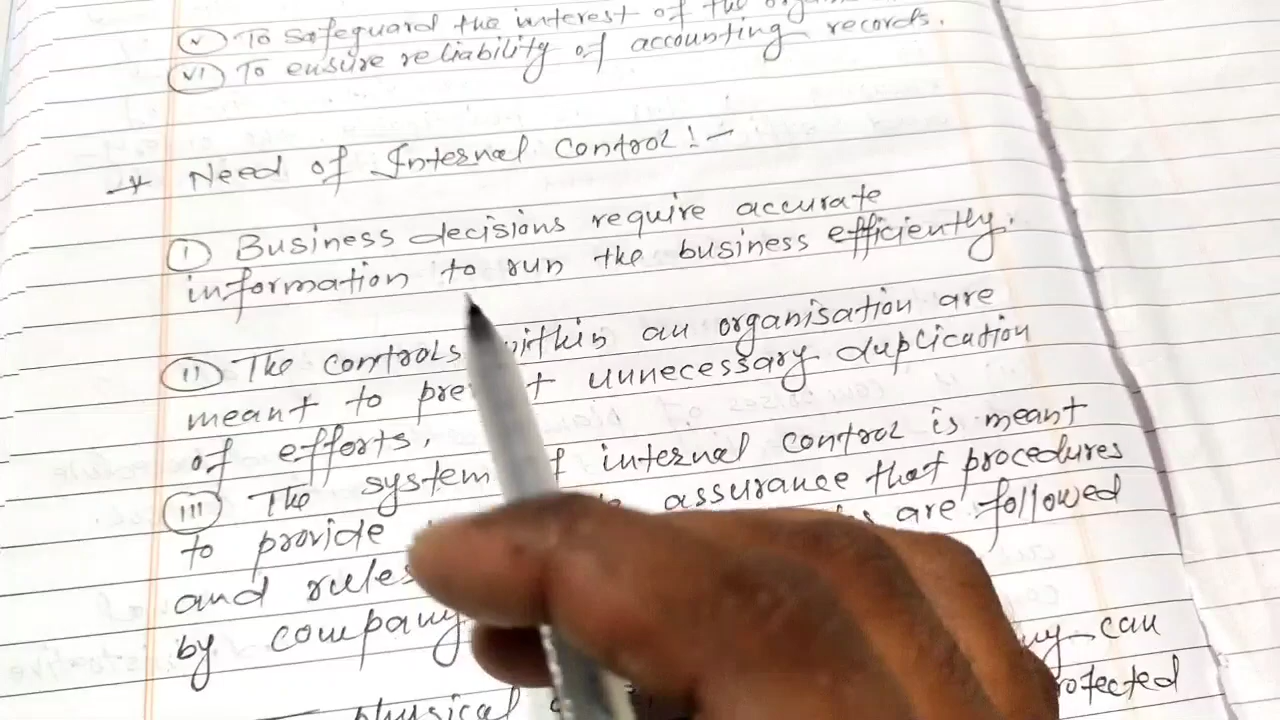 (v) To safeguard the interest of the
(vi) To ensure reliability of accounting records.
Need of Internal Control:-
(i) Business decisions require accurate
information to run the business efficiently.
(ii) The controls within an organisation are
meant to unnecessary duplication
of efforts.
(iii) The system internal control is meant
to provide assurance that procedures
and rules are followed
by company
can
physical